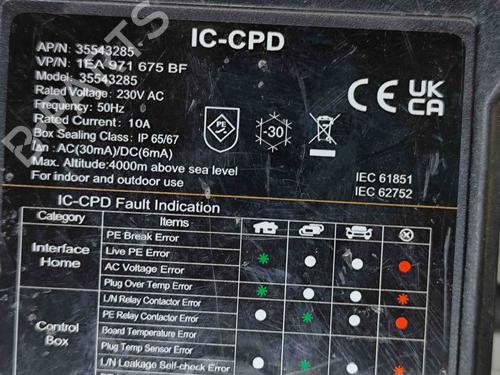 IC-CPD
AP/N: 35543285
VP/N: 1EA 971 675 BF
Model: 35543285
Rated Voltage: 230V AC
Frequency: 50Hz
Rated Current: 10A
Box Sealing Class: IP 65/67
I∆n: AC(30mA)/DC(6mA)
Max. Altitude:4000m above sea level
For indoor and outdoor use
PE
-30
CE UK
CA
IEC 61851
IEC 62752
IC-CPD Fault Indication
Category Items
Interface Home
PE Break Error
Live PE Error
AC Voltage Error
Plug Over Temp Error
Control Box
L/N Relay Contactor Error
PE Relay Contactor Error
Board Temperature Error
Plug Temp Sensor Error
L/N Leakage Self-check Error